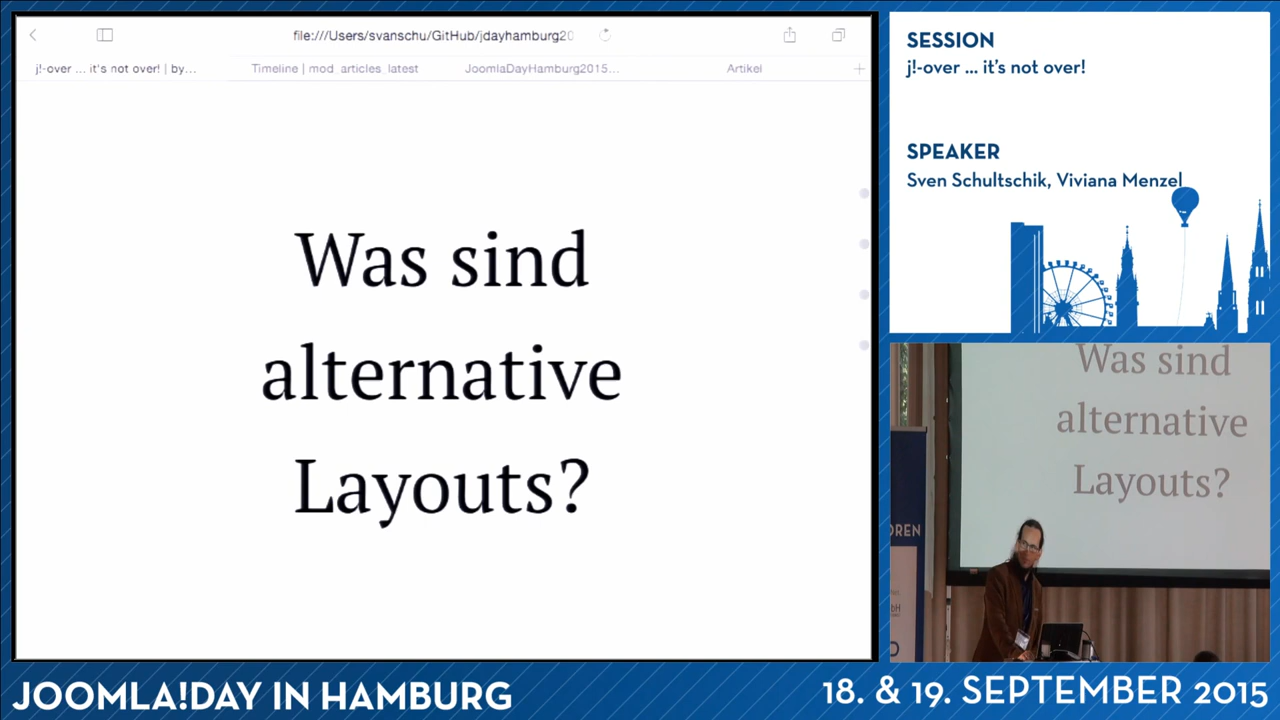 file:///Users/svanschu/GitHub/jdayhamburg20
j!-over ... it's not over! | by...
Timeline | mod_articles_latest
JoomlaDayHamburg2015...
Artikel
Was sind
alternative
Layouts?
SESSION
j!-over ... it's not over!
SPEAKER
Sven Schultschik, Viviana Menzel
Was sind
alternative
Layouts?
JOOMLA!DAY IN HAMBURG
18. & 19. SEPTEMBER 2015